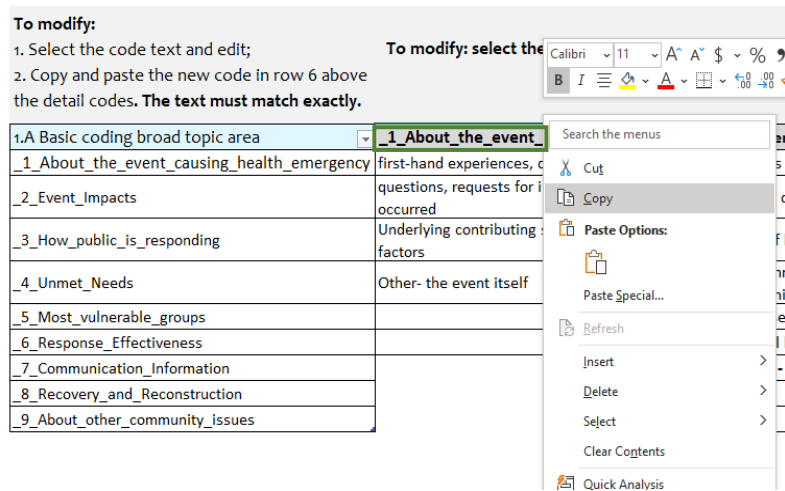 To modify:
1. Select the code text and edit;
2. Copy and paste the new code in row 6 above
the detail codes. The text must match exactly.
To modify: select the
Calibri 11 A^ A˅ $ % 9
B I A .00 .00
1.A Basic coding broad topic area
_1_About_the_event_
_1_About_the_event_causing_health_emergency
first-hand experiences,
_2_Event_Impacts
questions, requests for i
occurred
_3_How_public_is_responding
Underlying contributing
factors
_4_Unmet_Needs
Other- the event itself
_5_Most_vulnerable_groups
_6_Response_Effectiveness
_7_Communication_Information
_8_Recovery_and_Reconstruction
_9_About_other_community_issues
Search the menus
Cut
Copy
Paste Options:
Paste Special...
Refresh
Insert
Delete
Select
Clear Contents
Quick Analysis